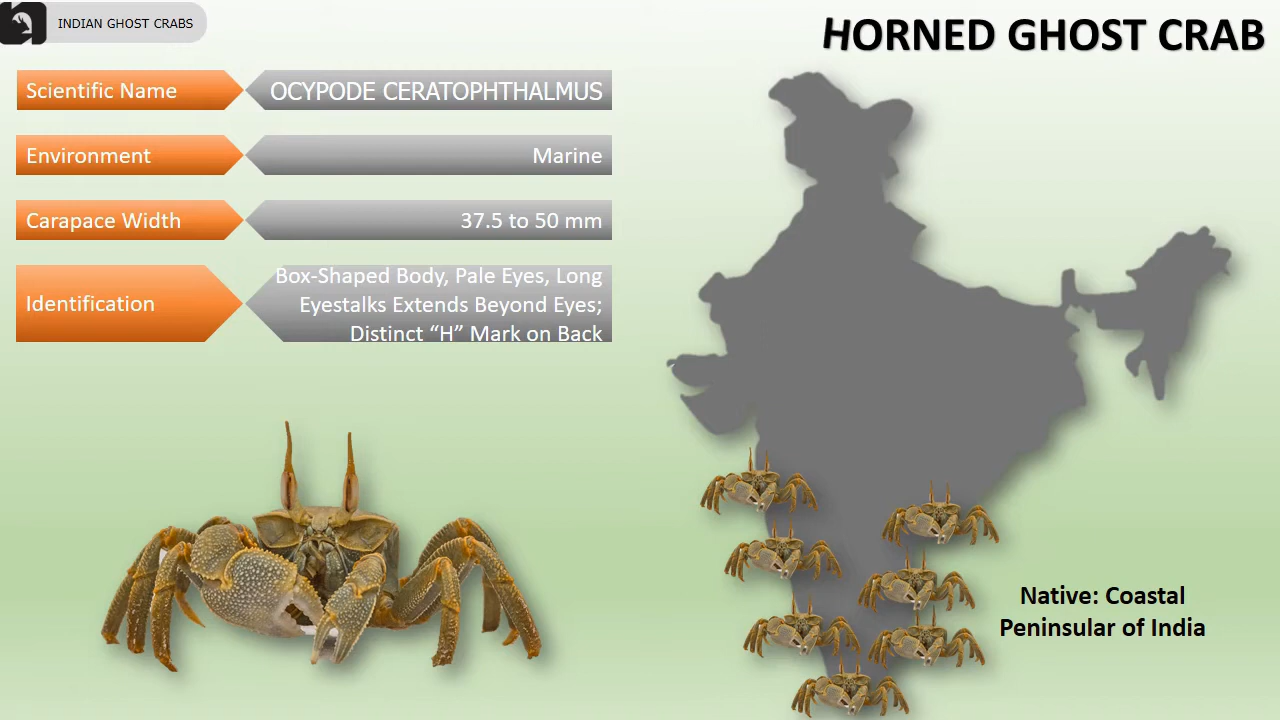 INDIAN GHOST CRABS
HORNED GHOST CRAB
Scientific Name
OCYPODE CERATOPHTHALMUS
Environment
Marine
Carapace Width
37.5 to 50 mm
Identification
Box-Shaped Body, Pale Eyes, Long
Eyestalks Extends Beyond Eyes;
Distinct “H” Mark on Back
Native: Coastal
Peninsular of India